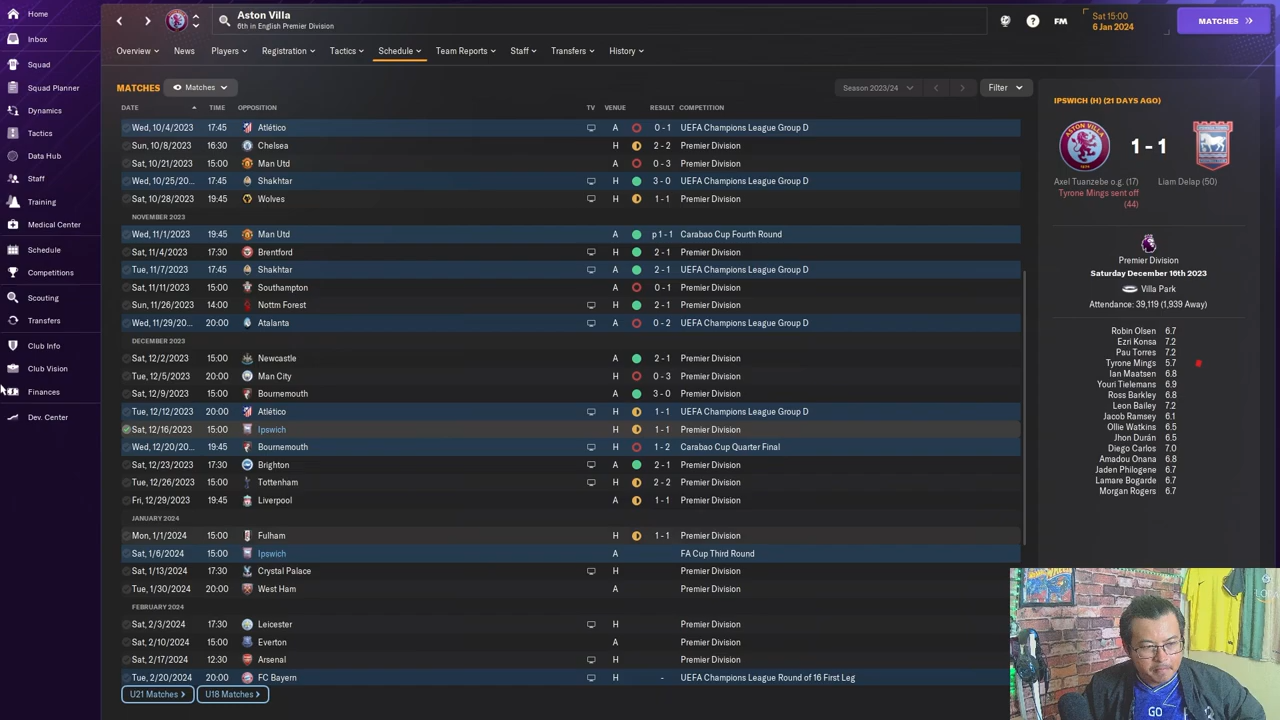 Home
Inbox
Squad
Squad Planner
Dynamics
Tactics
Data Hub
Staff
Training
Medical Center
Schedule
Competitions
Scouting
Transfers
Club Info
Club Vision
Finances
Dev. Center
Aston Villa
6th in English Premier Division
FM
Sat 15:00
6 Jan 2024
MATCHES
Overview News Players Registration Tactics Schedule Team Reports Staff Transfers History
MATCHES Matches Season 2023/24 Filter
DATE TIME OPPOSITION TV VENUE RESULT COMPETITION
Wed, 10/4/2023 17:45 Atlético A 0 - 1 UEFA Champions League Group D
Sun, 10/8/2023 16:30 Chelsea H 2 - 2 Premier Division
Sat, 10/21/2023 15:00 Man Utd A 0 - 3 Premier Division
Wed, 10/25/20... 17:45 Shakhtar H 3 - 0 UEFA Champions League Group D
Sat, 10/28/2023 19:45 Wolves H 1 - 1 Premier Division
NOVEMBER 2023
Wed, 11/1/2023 19:45 Man Utd A p 1 - 1 Carabao Cup Fourth Round
Sat, 11/4/2023 17:30 Brentford H 2 - 1 Premier Division
Tue, 11/7/2023 17:45 Shakhtar A 2 - 1 UEFA Champions League Group D
Sat, 11/11/2023 15:00 Southampton A 0 - 1 Premier Division
Sun, 11/26/2023 14:00 Nottm Forest H 2 - 1 Premier Division
Wed, 11/29/20... 20:00 Atalanta A 0 - 2 UEFA Champions League Group D
DECEMBER 2023
Sat, 12/2/2023 15:00 Newcastle A 2 - 1 Premier Division
Tue, 12/5/2023 20:00 Man City H 0 - 3 Premier Division
Sat, 12/9/2023 15:00 Bournemouth A 3 - 0 Premier Division
Tue, 12/12/2023 20:00 Atlético H 1 - 1 UEFA Champions League Group D
Sat, 12/16/2023 15:00 Ipswich H 1 - 1 Premier Division
Wed, 12/20/20... 19:45 Bournemouth H 1 - 2 Carabao Cup Quarter Final
Sat, 12/23/2023 17:30 Brighton A 2 - 1 Premier Division
Tue, 12/26/2023 15:00 Tottenham H 2 - 2 Premier Division
Fri, 12/29/2023 19:45 Liverpool A 1 - 1 Premier Division
JANUARY 2024
Mon, 1/1/2024 15:00 Fulham H 1 - 1 Premier Division
Sat, 1/6/2024 15:00 Ipswich A FA Cup Third Round
Sat, 1/13/2024 17:30 Crystal Palace H Premier Division
Tue, 1/30/2024 20:00 West Ham A Premier Division
FEBRUARY 2024
Sat, 2/3/2024 17:30 Leicester H Premier Division
Sat, 2/10/2024 15:00 Everton A Premier Division
Sat, 2/17/2024 12:30 Arsenal H Premier Division
Tue, 2/20/2024 20:00 FC Bayern H - UEFA Champions League Round of 16 First Leg
U21 Matches U18 Matches
IPSWICH (H) (21 DAYS AGO)
1 - 1
Axel Tuanzebe o.g. (17) Liam Delap (50)
Tyrone Mings sent off
(44)
Premier Division
Saturday December 16th 2023
Villa Park
Attendance: 39,119 (1,939 Away)
Robin Olsen 6.7
Ezri Konsa 7.2
Pau Torres 7.2
Tyrone Mings 5.7
Ian Maatsen 6.8
Youri Tielemans 6.9
Ross Barkley 6.8
Leon Bailey 7.2
Jacob Ramsey 6.1
Ollie Watkins 6.5
Jhon Durán 6.5
Diego Carlos 7.0
Amadou Onana 6.8
Jaden Philogene 6.7
Lamare Bogarde 6.7
Morgan Rogers 6.7
GO